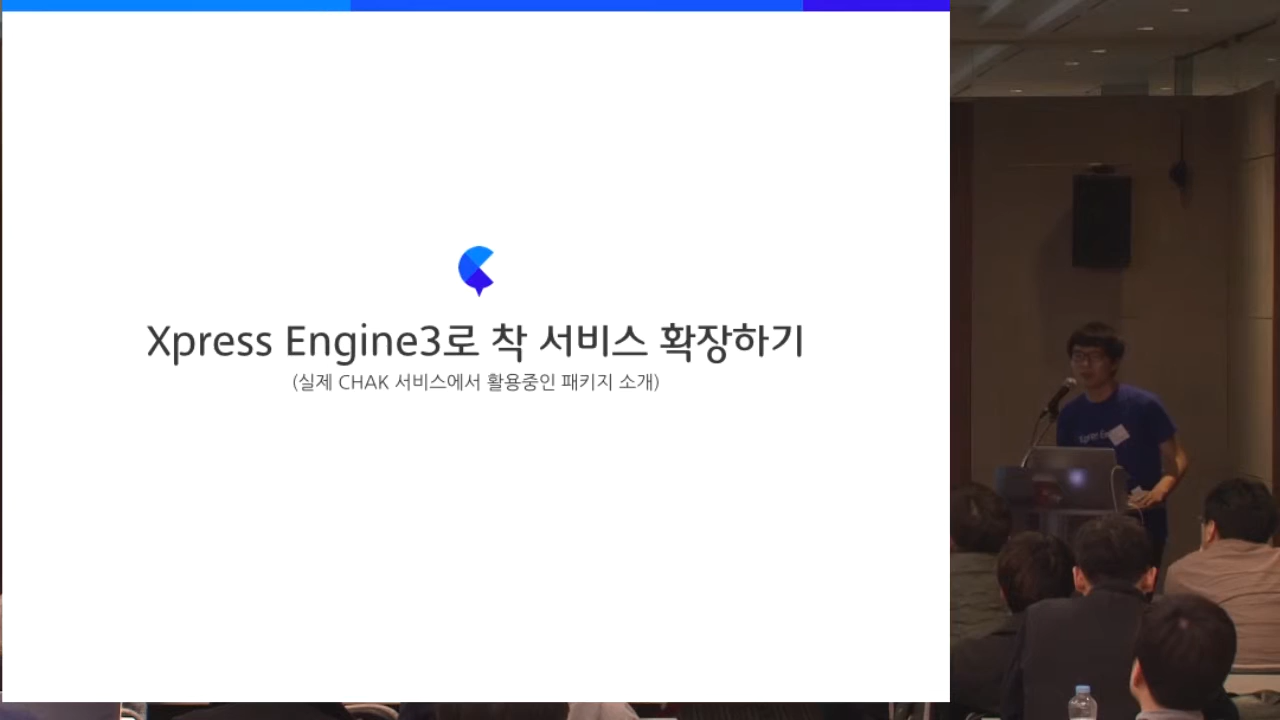 Xpress Engine3로 착 서비스 확장하기
(실제 CHAK 서비스에서 활용중인 패키지 소개)